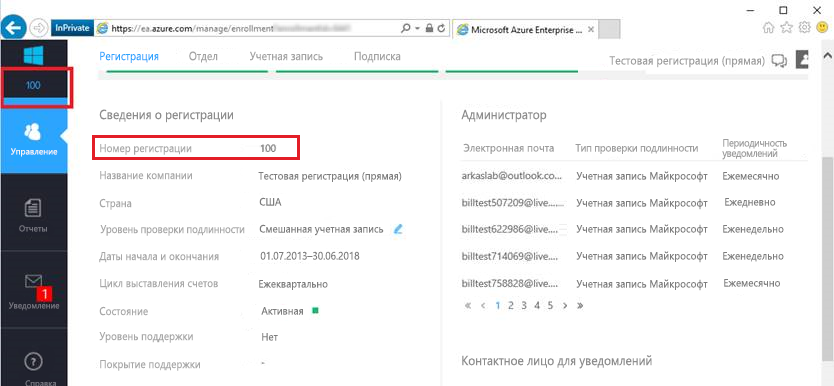 InPrivate
https://ea.azure.com/manage/enrollment
Microsoft Azure Enterprise ...
Регистрация Отдел Учетная запись Подписка
Тестовая регистрация (прямая)
100
Управление
Отчеты
1
Уведомление
Справка
Сведения о регистрации
Номер регистрации 100
Название компании Тестовая регистрация (прямая)
Страна США
Уровень проверки подлинности Смешанная учетная запись
Даты начала и окончания 01.07.2013–30.06.2018
Цикл выставления счетов Ежеквартально
Состояние Активная
Уровень поддержки Нет
Покрытие поддержки -
Администратор
Электронная почта Тип проверки подлинности Периодичность
уведомлений
arkaslab@outlook.co... Учетная запись Майкрософт Ежемесячно
billtest507209@live.... Учетная запись Майкрософт Ежедневно
billtest622986@live.... Учетная запись Майкрософт Еженедельно
billtest714069@live.... Учетная запись Майкрософт Еженедельно
billtest758828@live.... Учетная запись Майкрософт Ежемесячно
« ‹ 1 2 3 4 5 › »
Контактное лицо для уведомлений